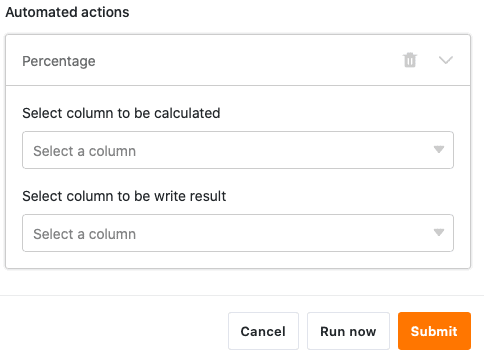 Automated actions
Percentage
Select column to be calculated
Select a column
Select column to be write result
Select a column
Cancel Run now Submit